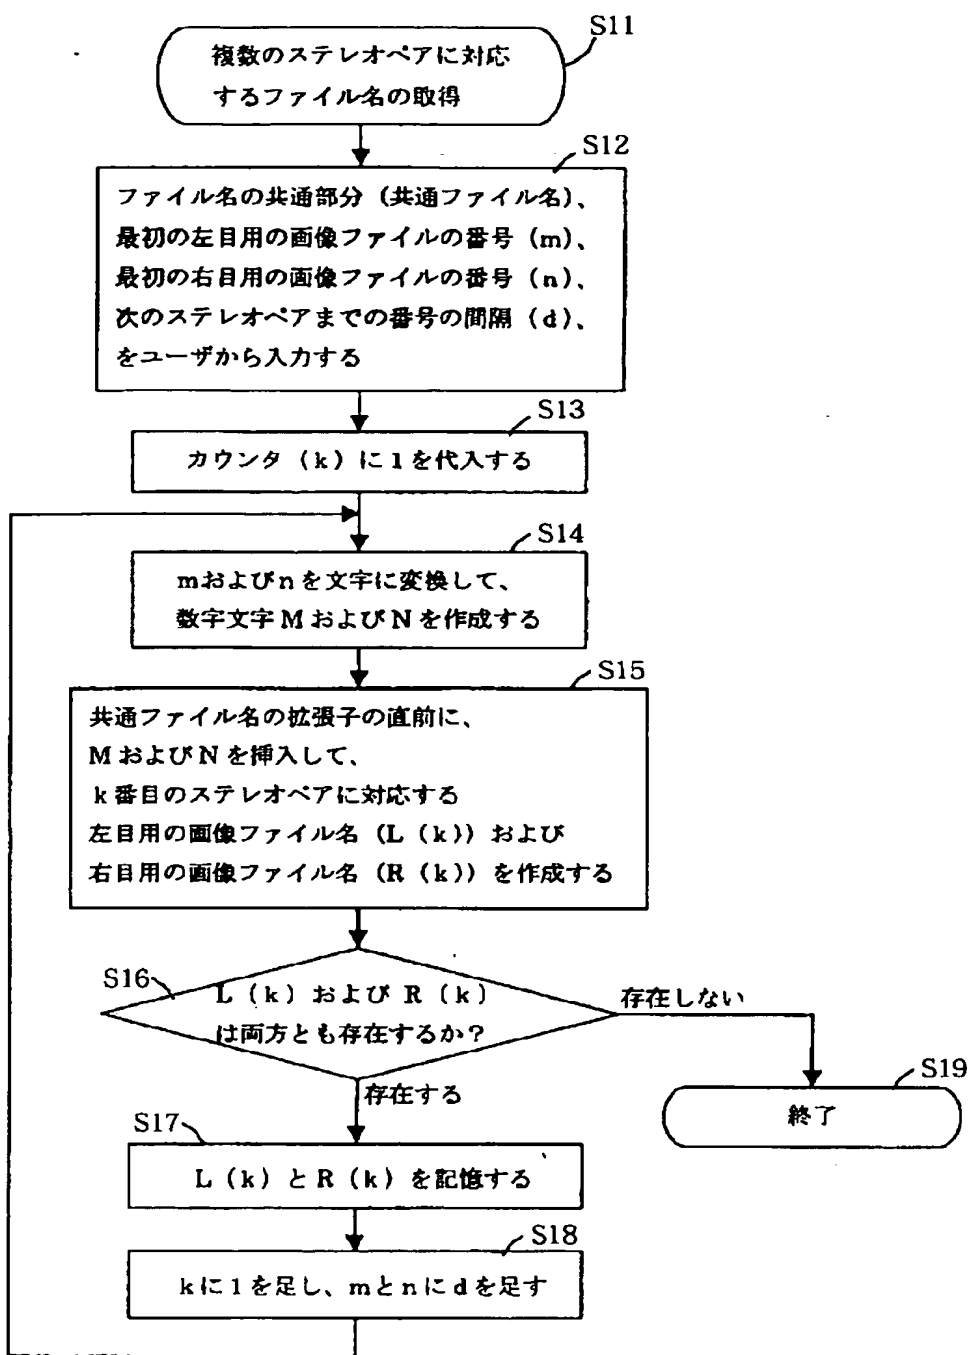 S11
複数のステレオペアに対応
するファイル名の取得
S12
ファイル名の共通部分（共通ファイル名）、
最初の左目用の画像ファイルの番号（m）、
最初の右目用の画像ファイルの番号（n）、
次のステレオペアまでの番号の間隔（d）、
をユーザから入力する
S13
カウンタ（k）に1を代入する
S14
mおよびnを文字に変換して、
数字文字MおよびNを作成する
S15
共通ファイル名の拡張子の直前に、
MおよびNを挿入して、
k番目のステレオペアに対応する
左目用の画像ファイル名（L（k））および
右目用の画像ファイル名（R（k））を作成する
S16
L（k）およびR（k）
は両方とも存在するか？
存在しない
存在する
S19
終了
S17
L（k）とR（k）を記憶する
S18
kに1を足し、mとnにdを足す